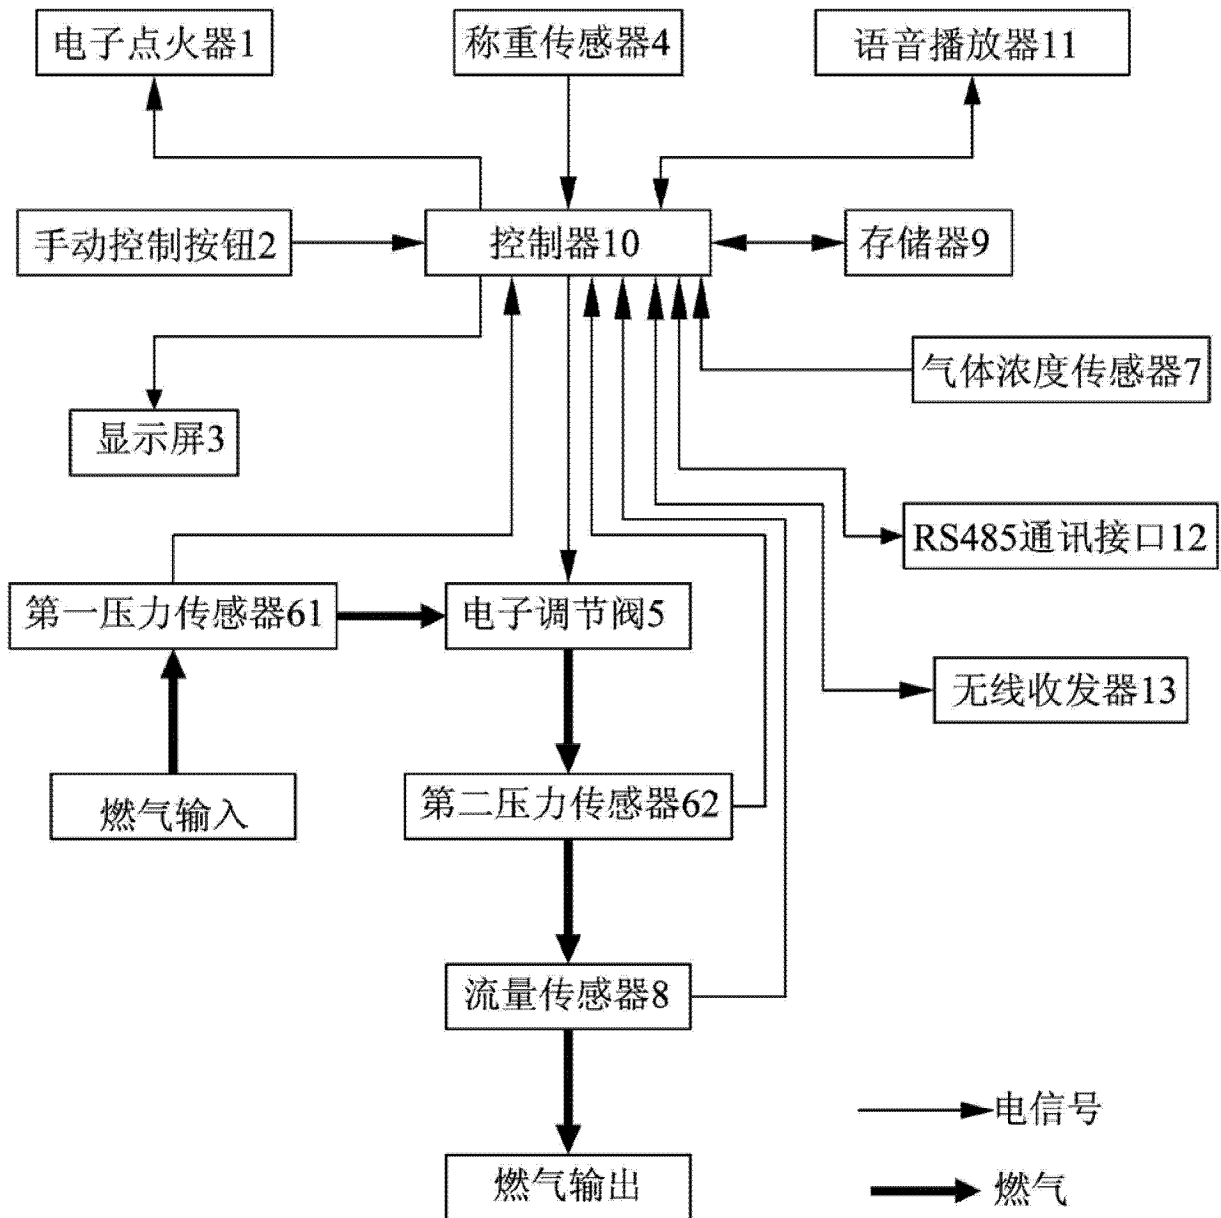 电子点火器1
称重传感器4
语音播放器11
手动控制按钮2
控制器10
存储器9
气体浓度传感器7
显示屏3
RS485通讯接口12
第一压力传感器61
电子调节阀5
无线收发器13
燃气输入
第二压力传感器62
流量传感器8
电信号
燃气输出
燃气